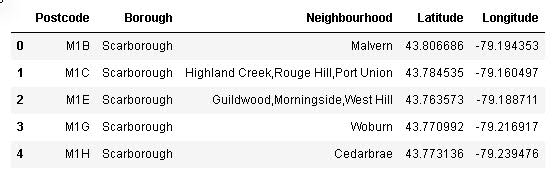 Postcode Borough Neighbourhood Latitude Longitude
0 M1B Scarborough Malvern 43.806686 -79.194353
1 M1C Scarborough Highland Creek,Rouge Hill,Port Union 43.784535 -79.160497
2 M1E Scarborough Guildwood,Morningside,West Hill 43.763573 -79.188711
3 M1G Scarborough Woburn 43.770992 -79.216917
4 M1H Scarborough Cedarbrae 43.773136 -79.239476